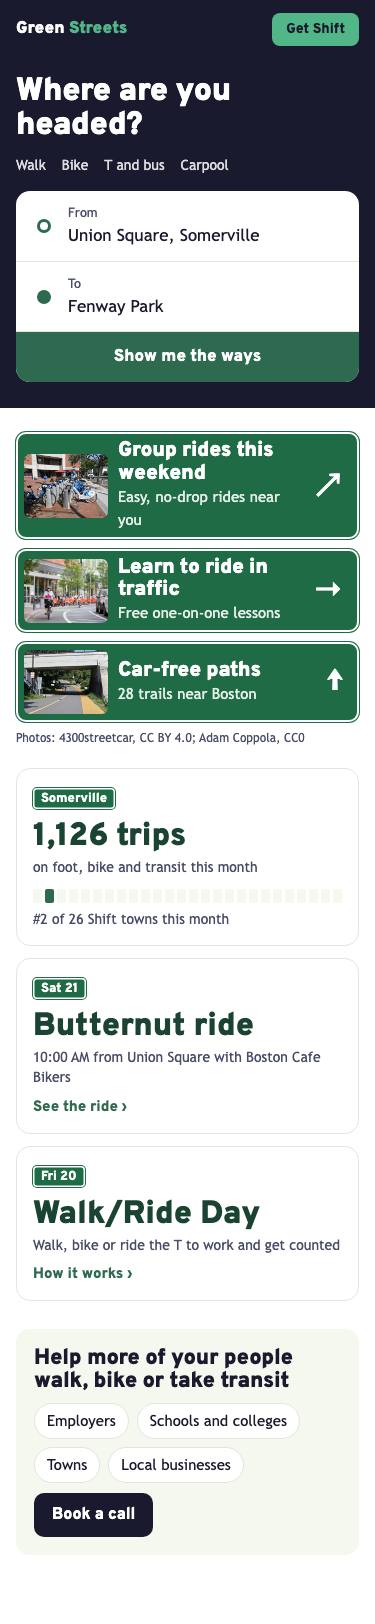 Green Streets
Get Shift
Where are you
headed?
Walk Bike T and bus Carpool
From
Union Square, Somerville
To
Fenway Park
Show me the ways
Group rides this
weekend
Easy, no-drop rides near
you
Learn to ride in
traffic
Free one-on-one lessons
Car-free paths
28 trails near Boston
Photos: 4300streetcar, CC BY 4.0; Adam Coppola, CC0
Somerville
1,126 trips
on foot, bike and transit this month
#2 of 26 Shift towns this month
Sat 21
Butternut ride
10:00 AM from Union Square with Boston Cafe
Bikers
See the ride ›
Fri 20
Walk/Ride Day
Walk, bike or ride the T to work and get counted
How it works ›
Help more of your people
walk, bike or take transit
Employers
Schools and colleges
Towns
Local businesses
Book a call